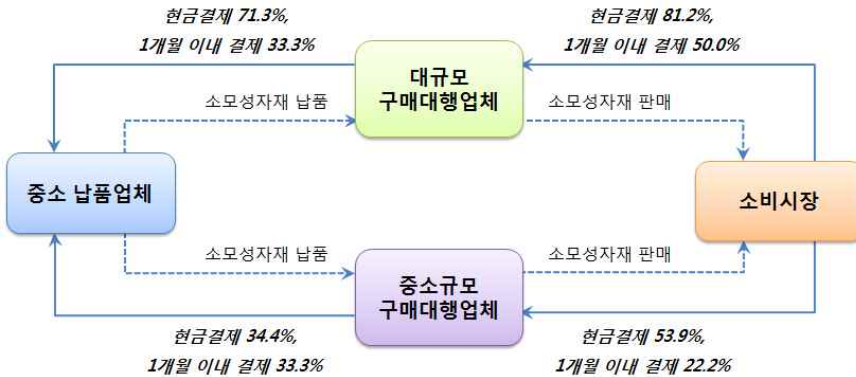 현금결제 71.3%,
1개월 이내 결제 33.3%
현금결제 81.2%,
1개월 이내 결제 50.0%
대규모
구매대행업체
소모성자재 납품
소모성자재 판매
중소 납품업체
소비시장
소모성자재 납품
소모성자재 판매
중소규모
구매대행업체
현금결제 34.4%,
1개월 이내 결제 33.3%
현금결제 53.9%,
1개월 이내 결제 22.2%